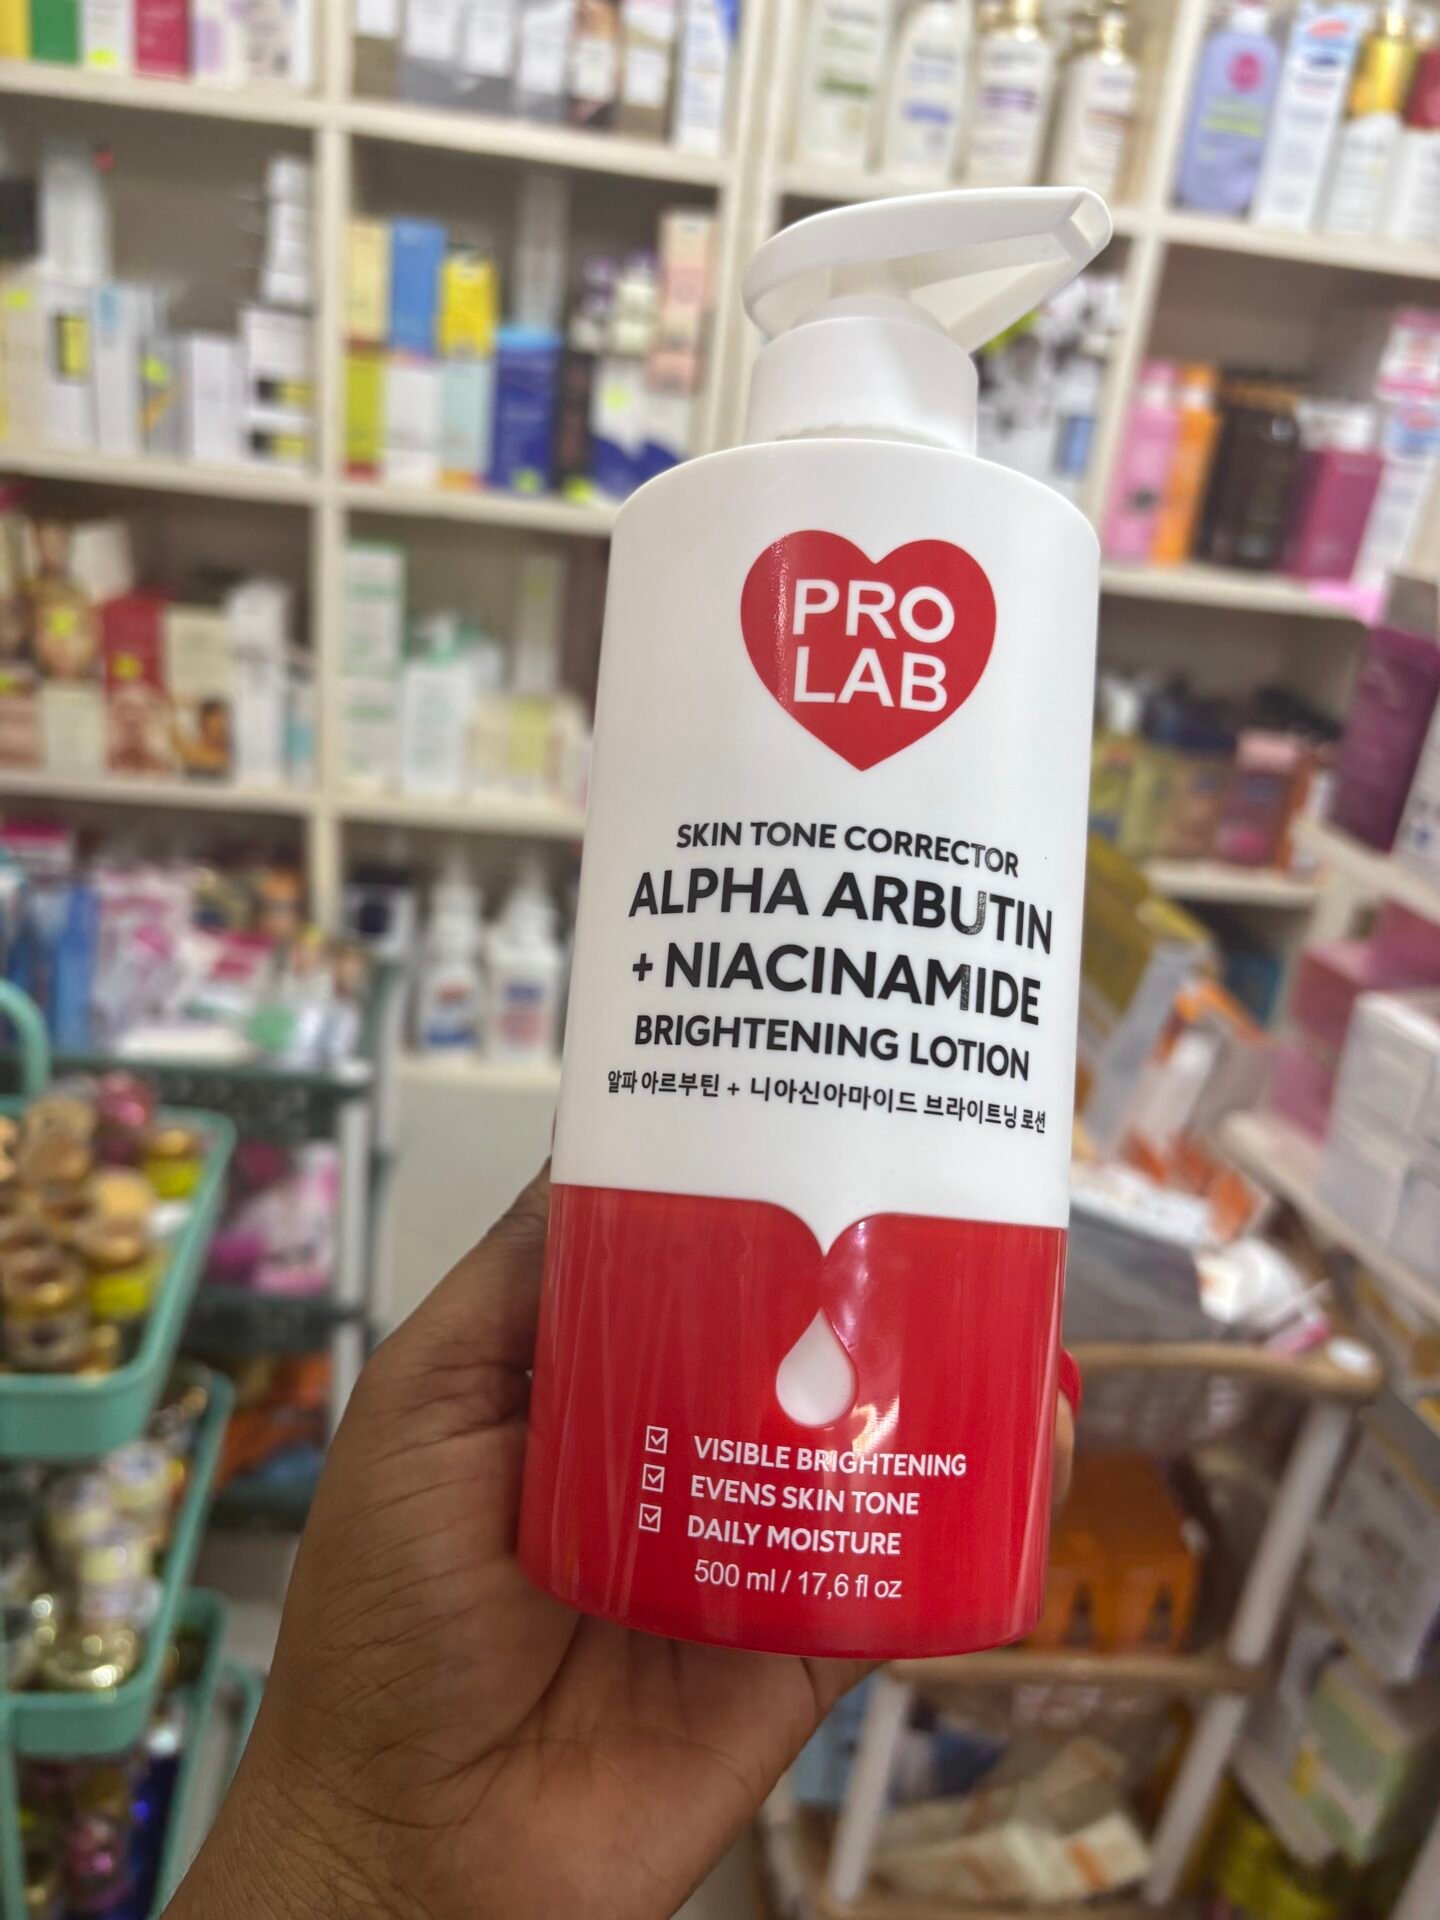 PRO
LAB
SKIN TONE CORRECTOR
ALPHA ARBUTIN
+ NIACINAMIDE
BRIGHTENING LOTION
알파 아르부틴 + 니아신아마이드 브라이트닝 로션
VISIBLE BRIGHTENING
EVENS SKIN TONE
DAILY MOISTURE
500 ml / 17,6 fl oz